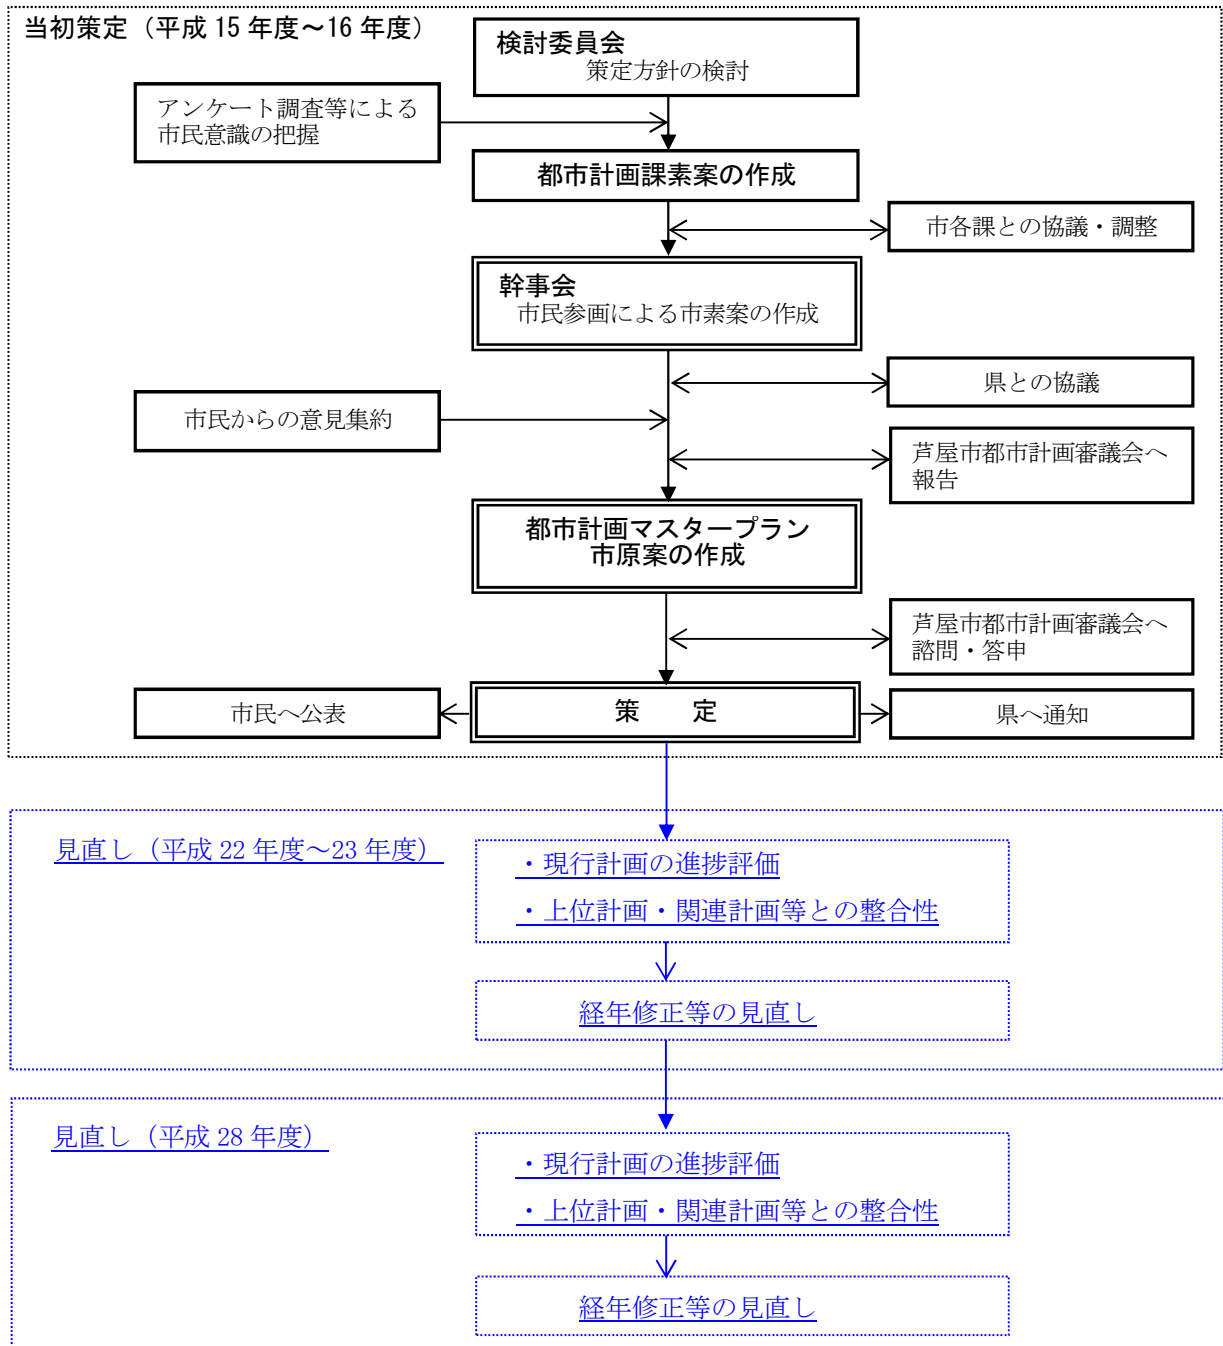 当初策定（平成 15 年度～16 年度）
検討委員会
策定方針の検討
アンケート調査等による
市民意識の把握
都市計画課素案の作成
市各課との協議・調整
幹事会
市民参画による市素案の作成
県との協議
市民からの意見集約
芦屋市都市計画審議会へ
報告
都市計画マスタープラン
市原案の作成
芦屋市都市計画審議会へ
諮問・答申
市民へ公表
策　　定
県へ通知
見直し（平成 22 年度～23 年度）
・現行計画の進捗評価
・上位計画・関連計画等との整合性
経年修正等の見直し
見直し（平成 28 年度）
・現行計画の進捗評価
・上位計画・関連計画等との整合性
経年修正等の見直し